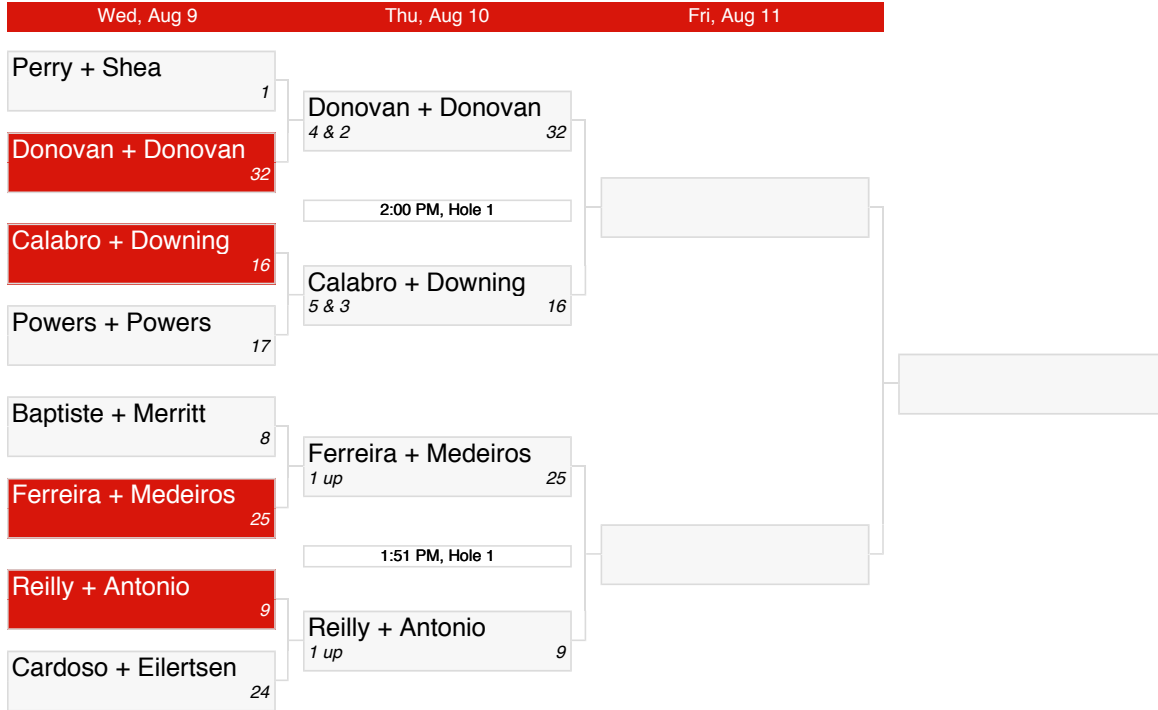 Wed, Aug 9
Thu, Aug 10
Fri, Aug 11
Perry + Shea
1
Donovan + Donovan
32
Calabro + Downing
16
Powers + Powers
17
Baptiste + Merritt
8
Ferreira + Medeiros
25
Reilly + Antonio
9
Cardoso + Eilertsen
24
Donovan + Donovan
4 & 2 32
2:00 PM, Hole 1
Calabro + Downing
5 & 3 16
Ferreira + Medeiros
1 up 25
1:51 PM, Hole 1
Reilly + Antonio
1 up 9